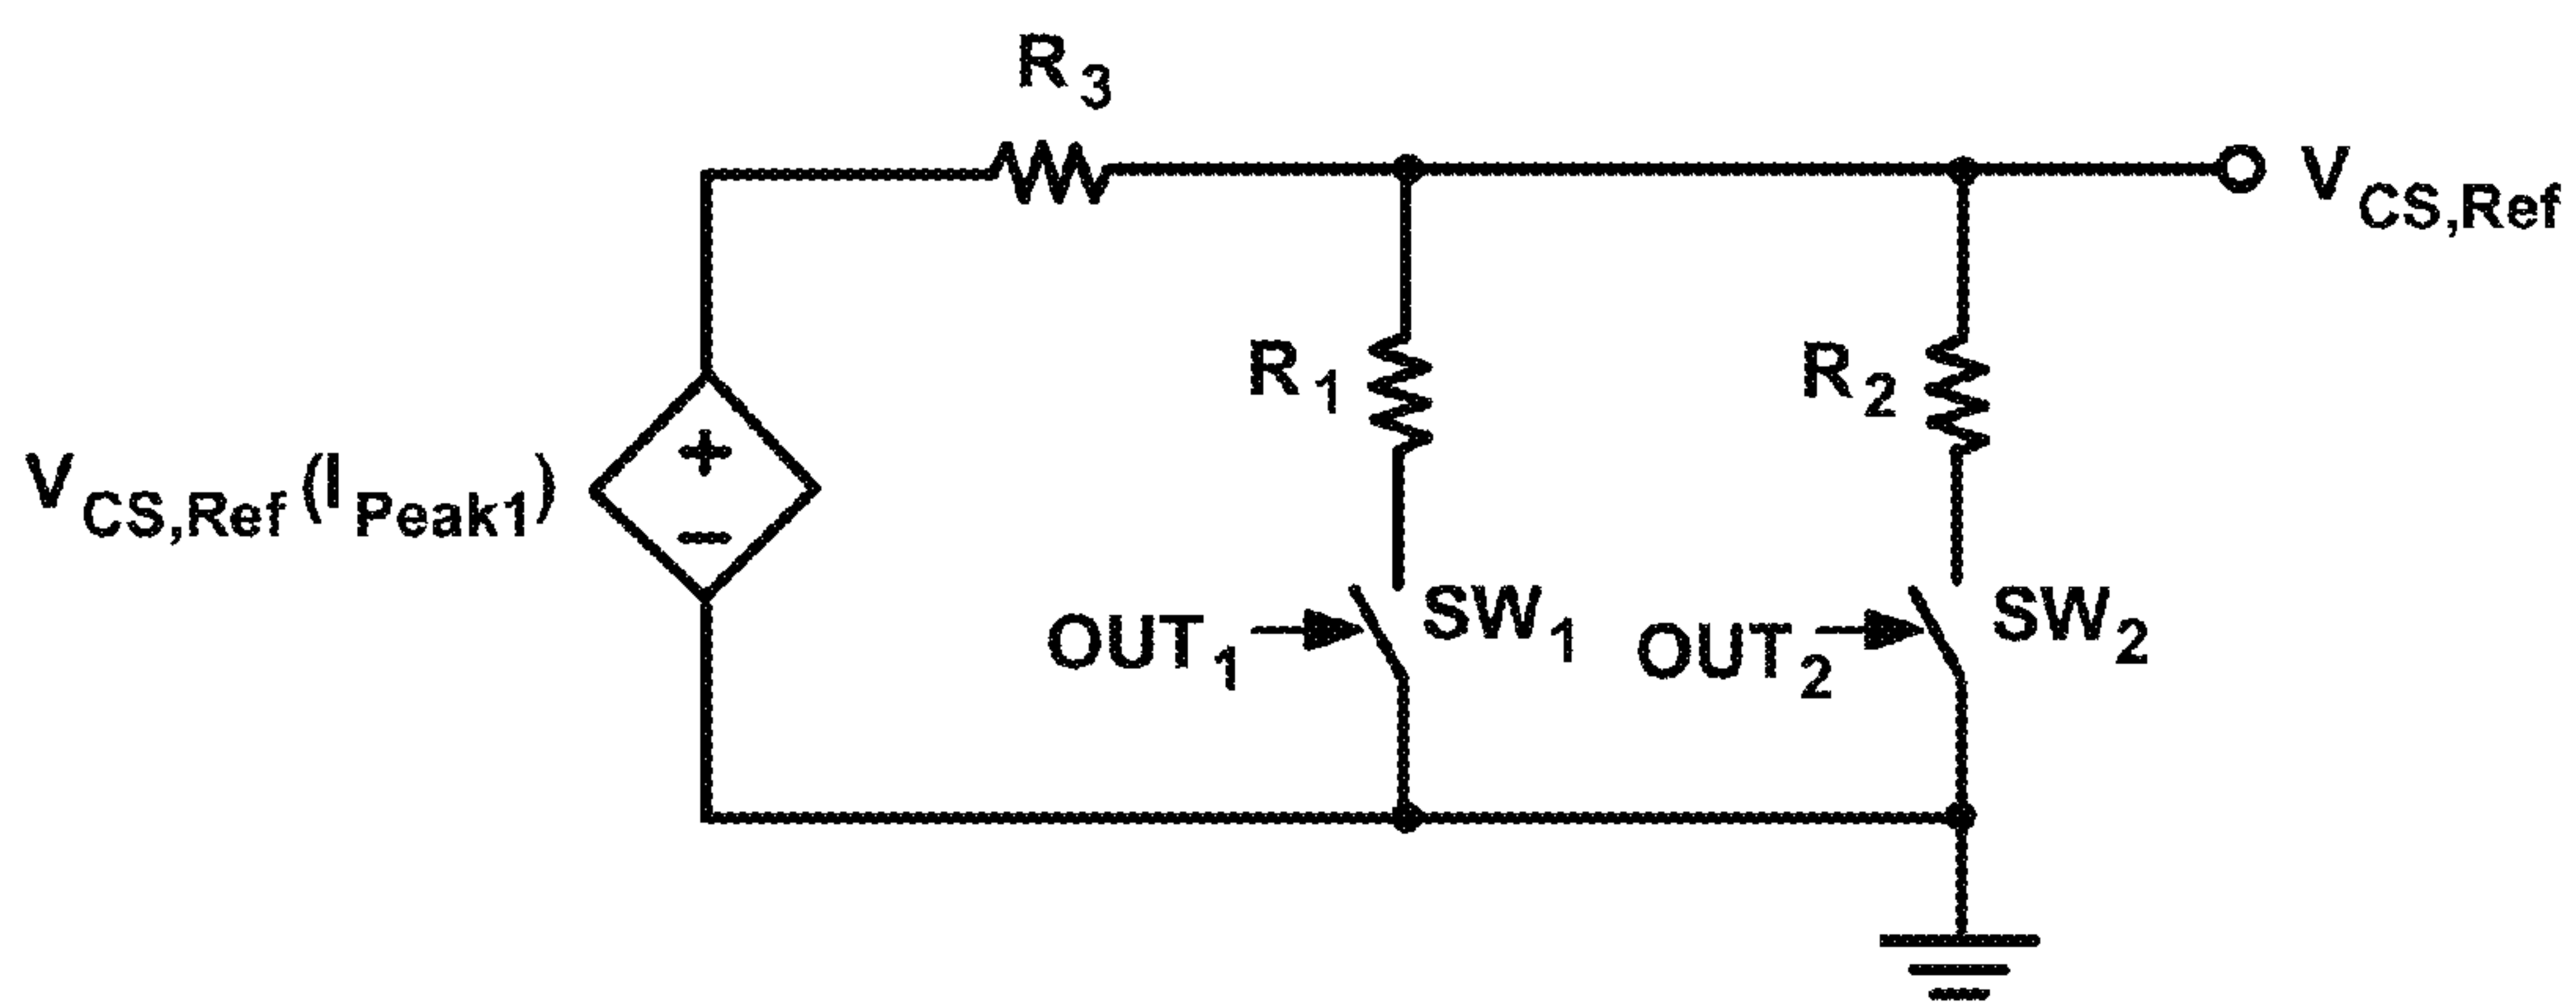 R3
VCS,Ref
R1
R2
VCS,Ref(IPeak1)
+
−
OUT1
SW1
OUT2
SW2